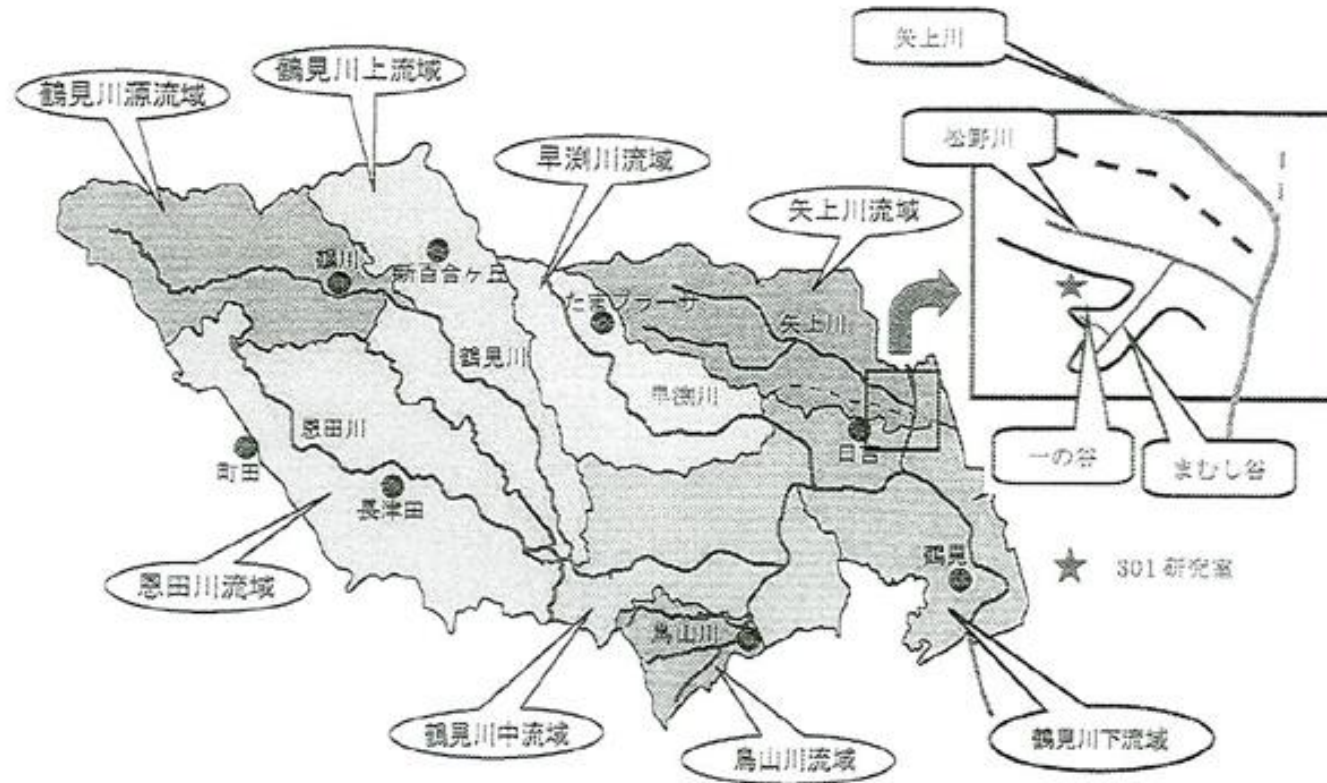 鶴見川源流域
鶴見川上流域
早渕川流域
矢上川流域
矢上川
松野川
鶴川
新百合ヶ丘
たまプラーザ
矢上川
鶴見川
早渕川
恩田川
町田
長津田
日吉
一の谷
まむし谷
恩田川流域
鶴見
301研究室
鳥山川
鶴見川中流域
鳥山川流域
鶴見川下流域